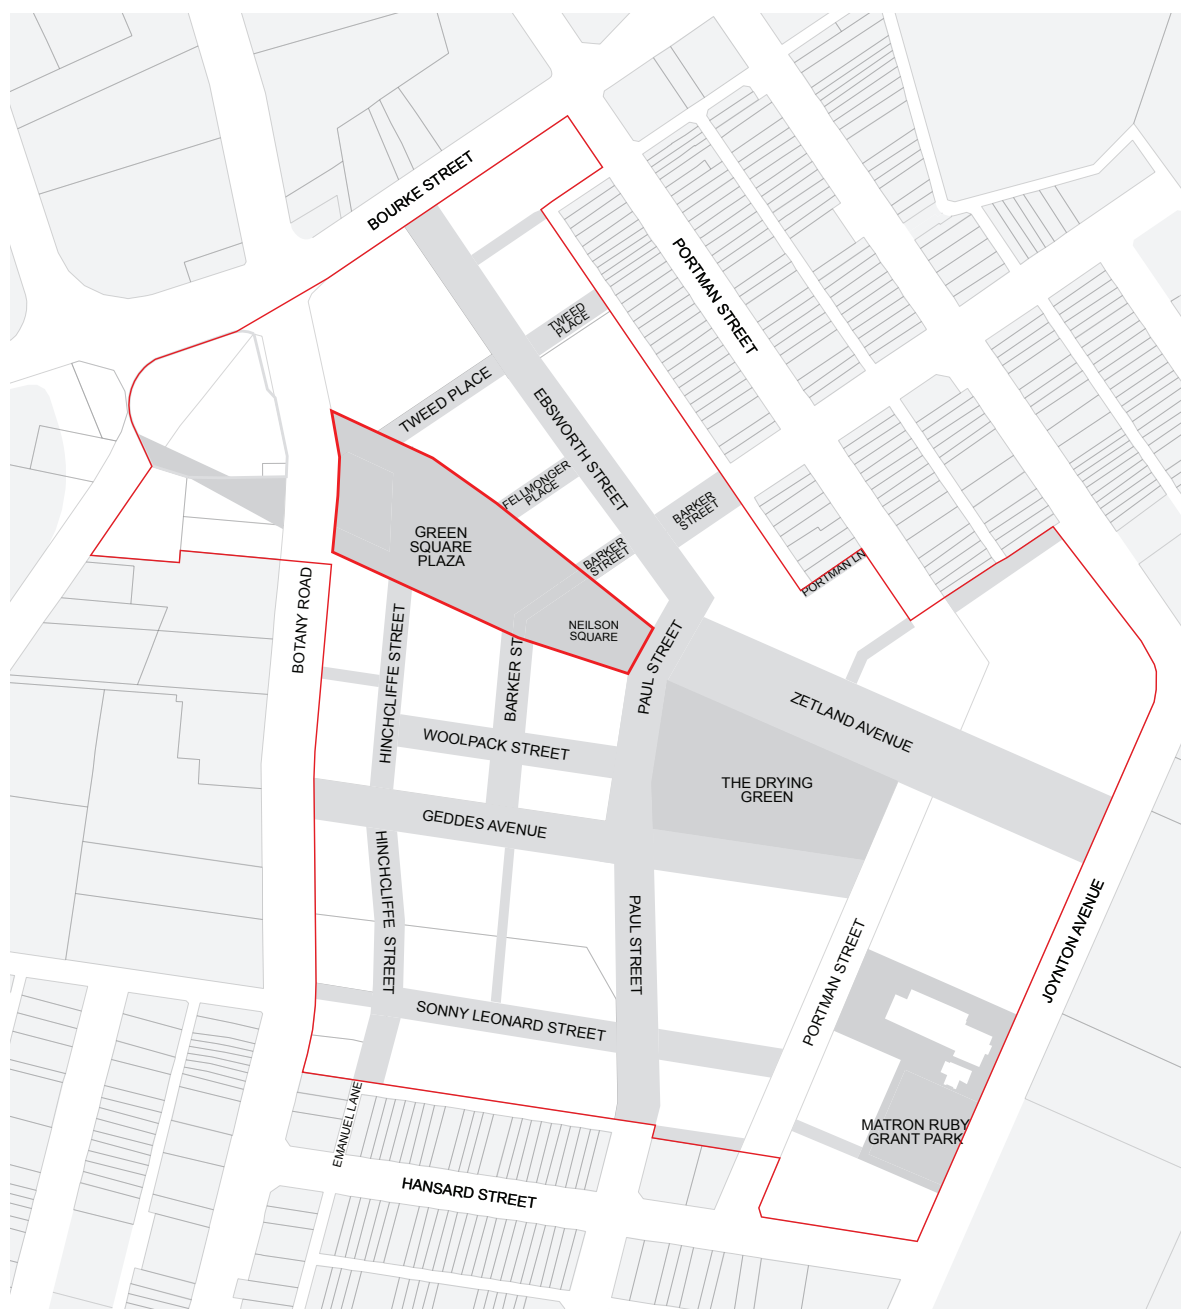 BOURKE STREET
PORTMAN STREET
TWEED
PLACE
TWEED PLACE
EBSWORTH STREET
FELLMONGER
PLACE
BARKER
STREET
GREEN
SQUARE
PLAZA
BARKER
STREET
PORTMAN LN
BOTANY ROAD
NEILSON
SQUARE
HINCHCLIFFE STREET
BARKER ST
PAUL STREET
ZETLAND AVENUE
WOOLPACK STREET
THE DRYING
GREEN
GEDDES AVENUE
HINCHCLIFFE STREET
PAUL STREET
PORTMAN STREET
JOYNTON AVENUE
SONNY LEONARD STREET
EMANUEL LANE
MATRON RUBY
GRANT PARK
HANSARD STREET